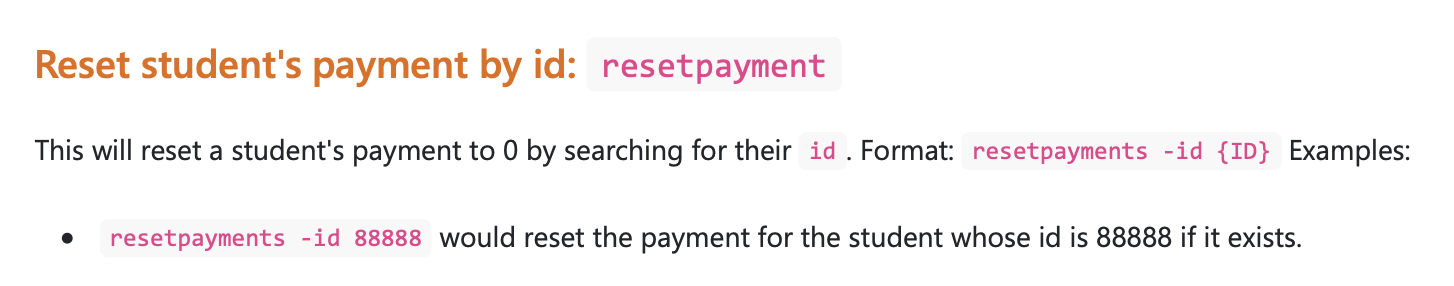 Reset student's payment by id: resetpayment
This will reset a student's payment to 0 by searching for their id. Format: resetpayments -id {ID} Examples:
• resetpayments -id 88888 would reset the payment for the student whose id is 88888 if it exists.